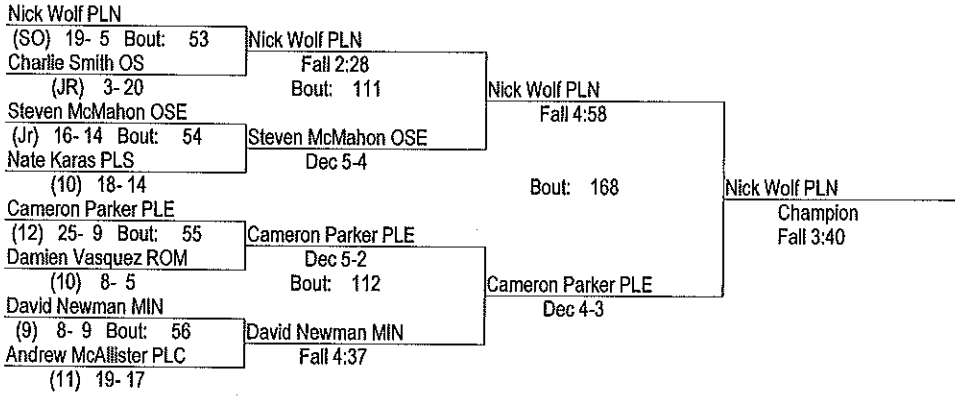 Nick Wolf PLN
(SO) 19- 5 Bout: 53
Charlie Smith OS
(JR) 3- 20
Steven McMahon OSE
(Jr) 16- 14 Bout: 54
Nate Karas PLS
(10) 18- 14
Cameron Parker PLE
(12) 25- 9 Bout: 55
Damien Vasquez ROM
(10) 8- 5
David Newman MIN
(9) 8- 9 Bout: 56
Andrew McAllister PLC
(11) 19- 17
Nick Wolf PLN
Fall 2:28
Bout: 111
Steven McMahon OSE
Dec 5-4
Cameron Parker PLE
Dec 5-2
Bout: 112
David Newman MIN
Fall 4:37
Nick Wolf PLN
Fall 4:58
Bout: 168
Cameron Parker PLE
Dec 4-3
Nick Wolf PLN
Champion
Fall 3:40